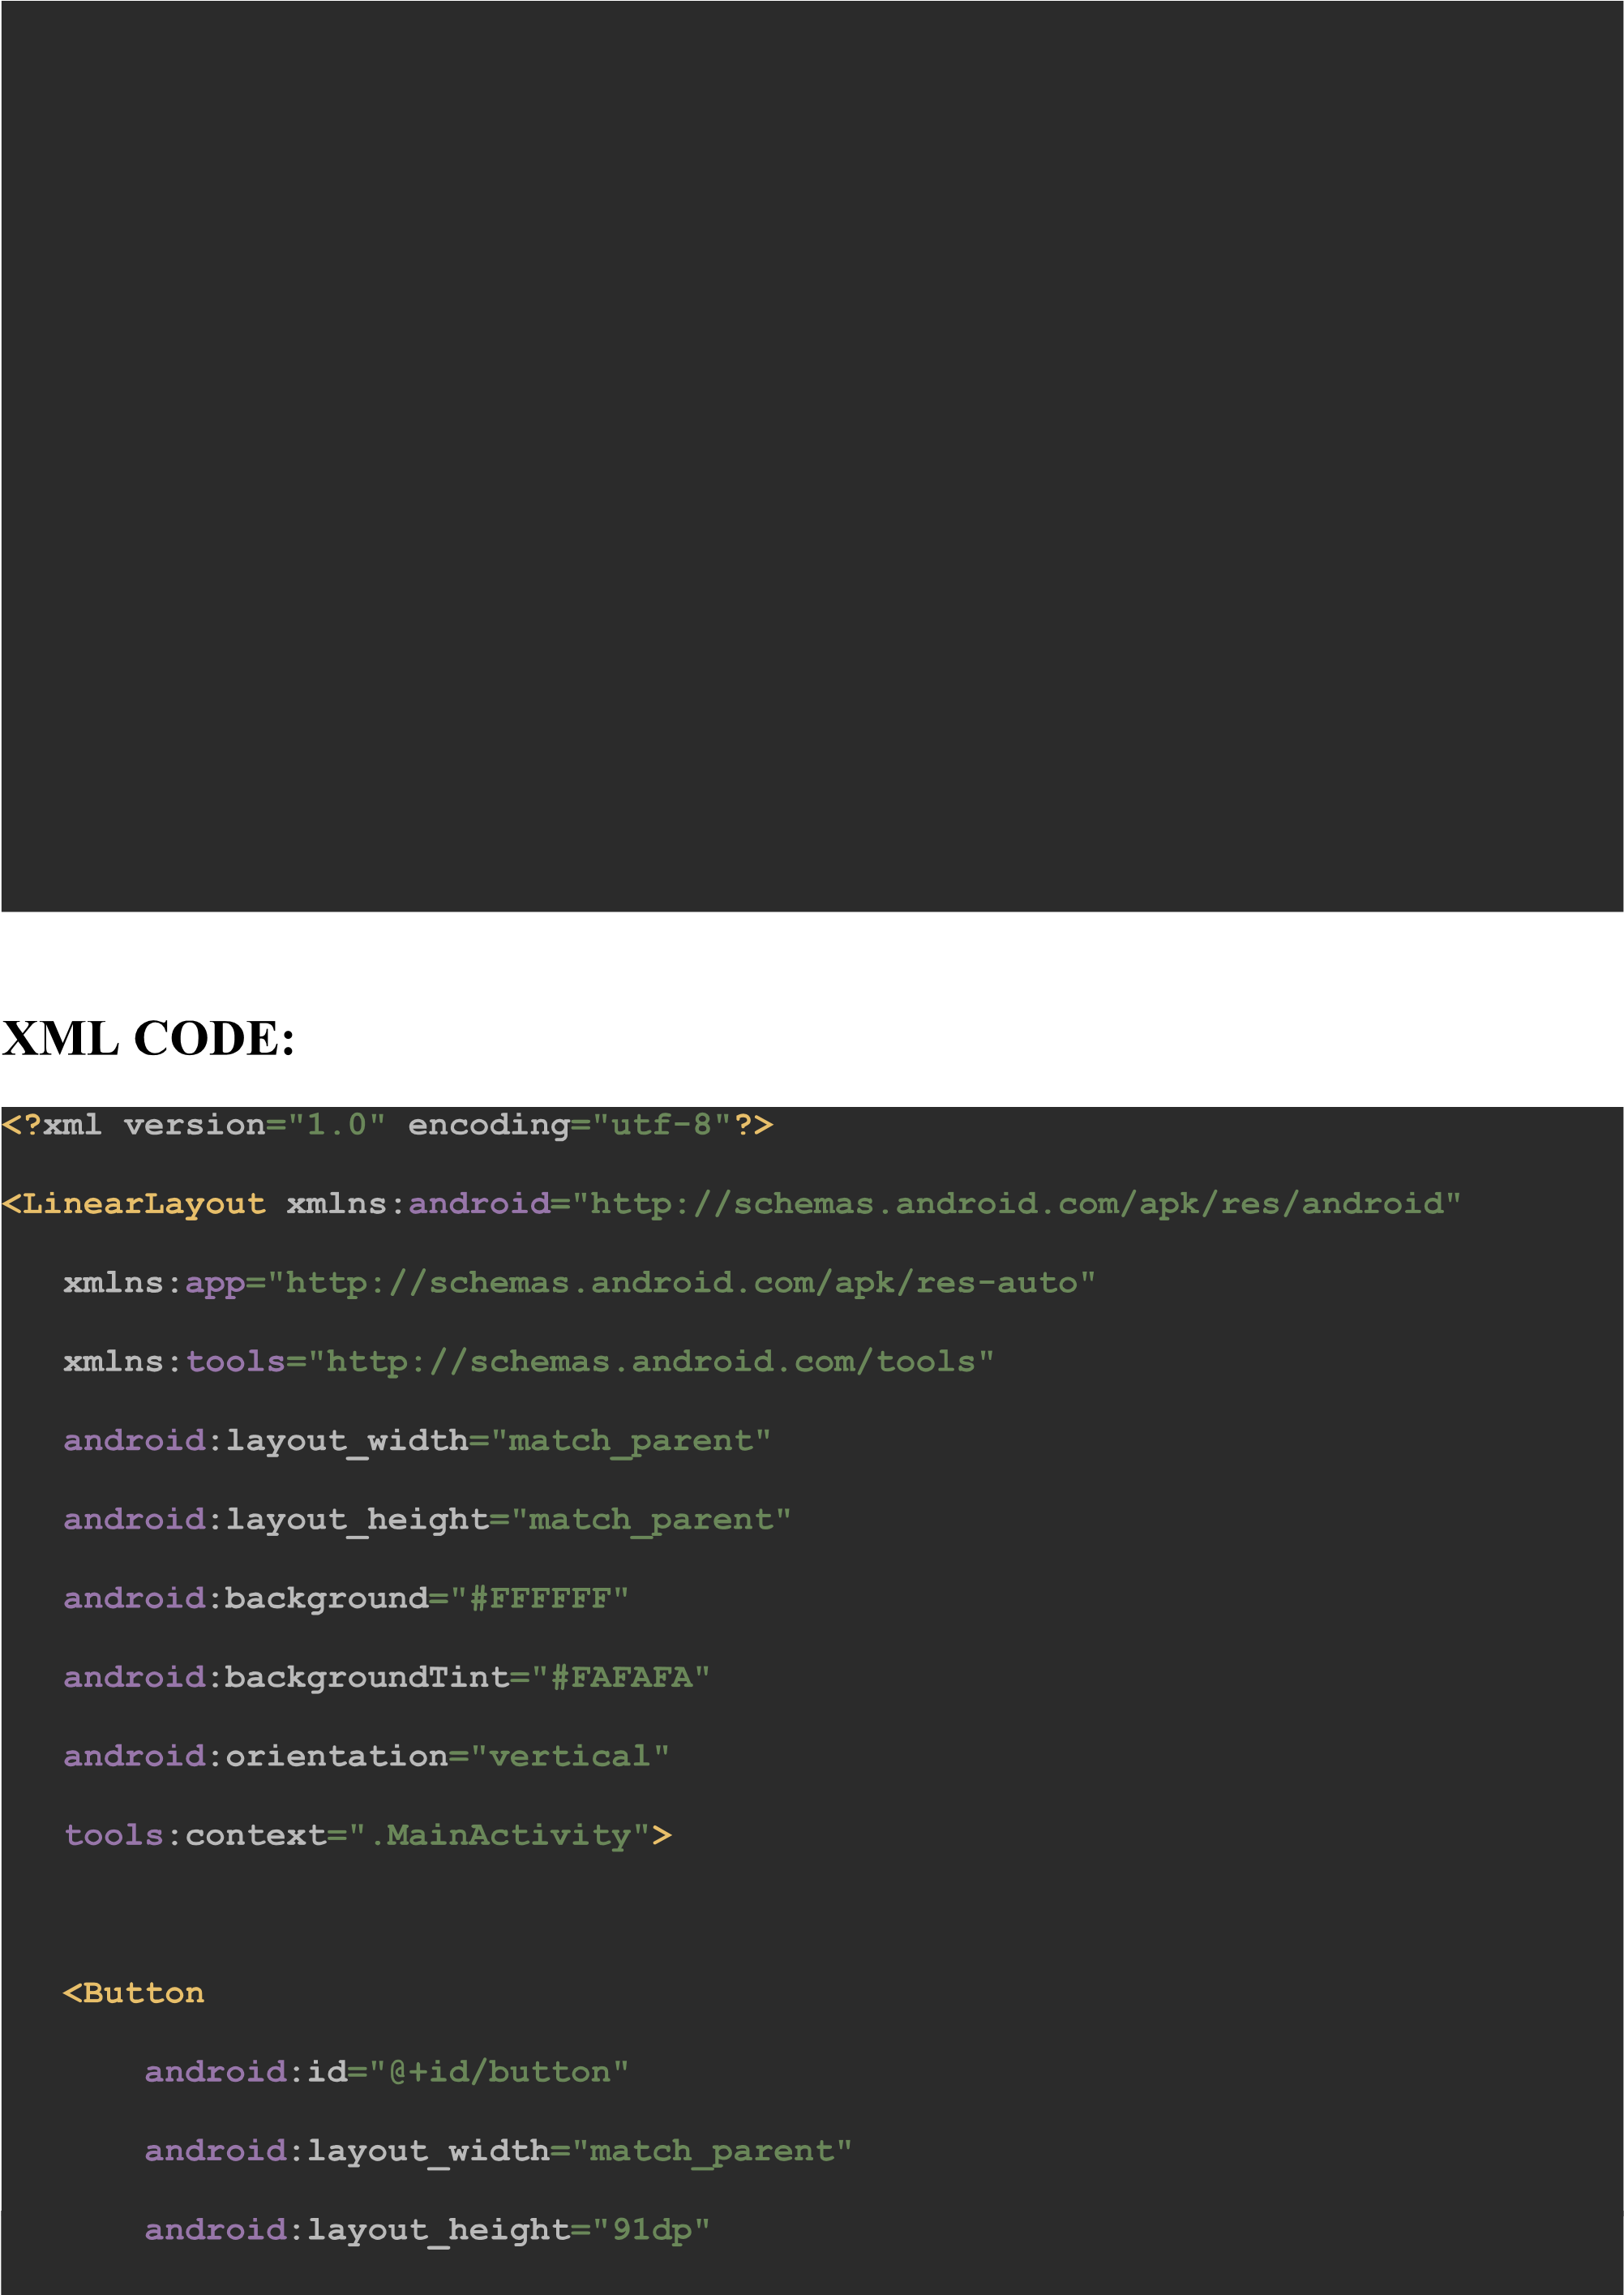 XML CODE:
<?xml version="1.0" encoding="utf-8"?>
<LinearLayout xmlns:android="http://schemas.android.com/apk/res/android"
xmlns:app="http://schemas.android.com/apk/res-auto"
xmlns:tools="http://schemas.android.com/tools"
android:layout_width="match_parent"
android:layout_height="match_parent"
android:background="#FFFFFF"
android:backgroundTint="#FAFAFA"
android:orientation="vertical"
tools:context=".MainActivity">
<Button
android:id="@+id/button"
android:layout_width="match_parent"
android:layout_height="91dp"